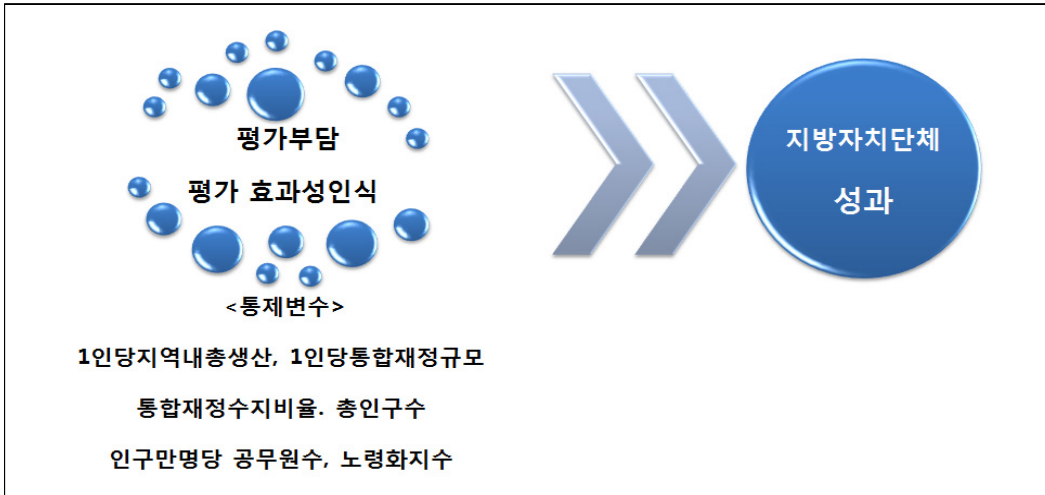 평가부담
평가 효과성인식
<통제변수>
1인당지역내총생산, 1인당통합재정규모
통합재정수지비율. 총인구수
인구만명당 공무원수, 노령화지수
지방자치단체
성과